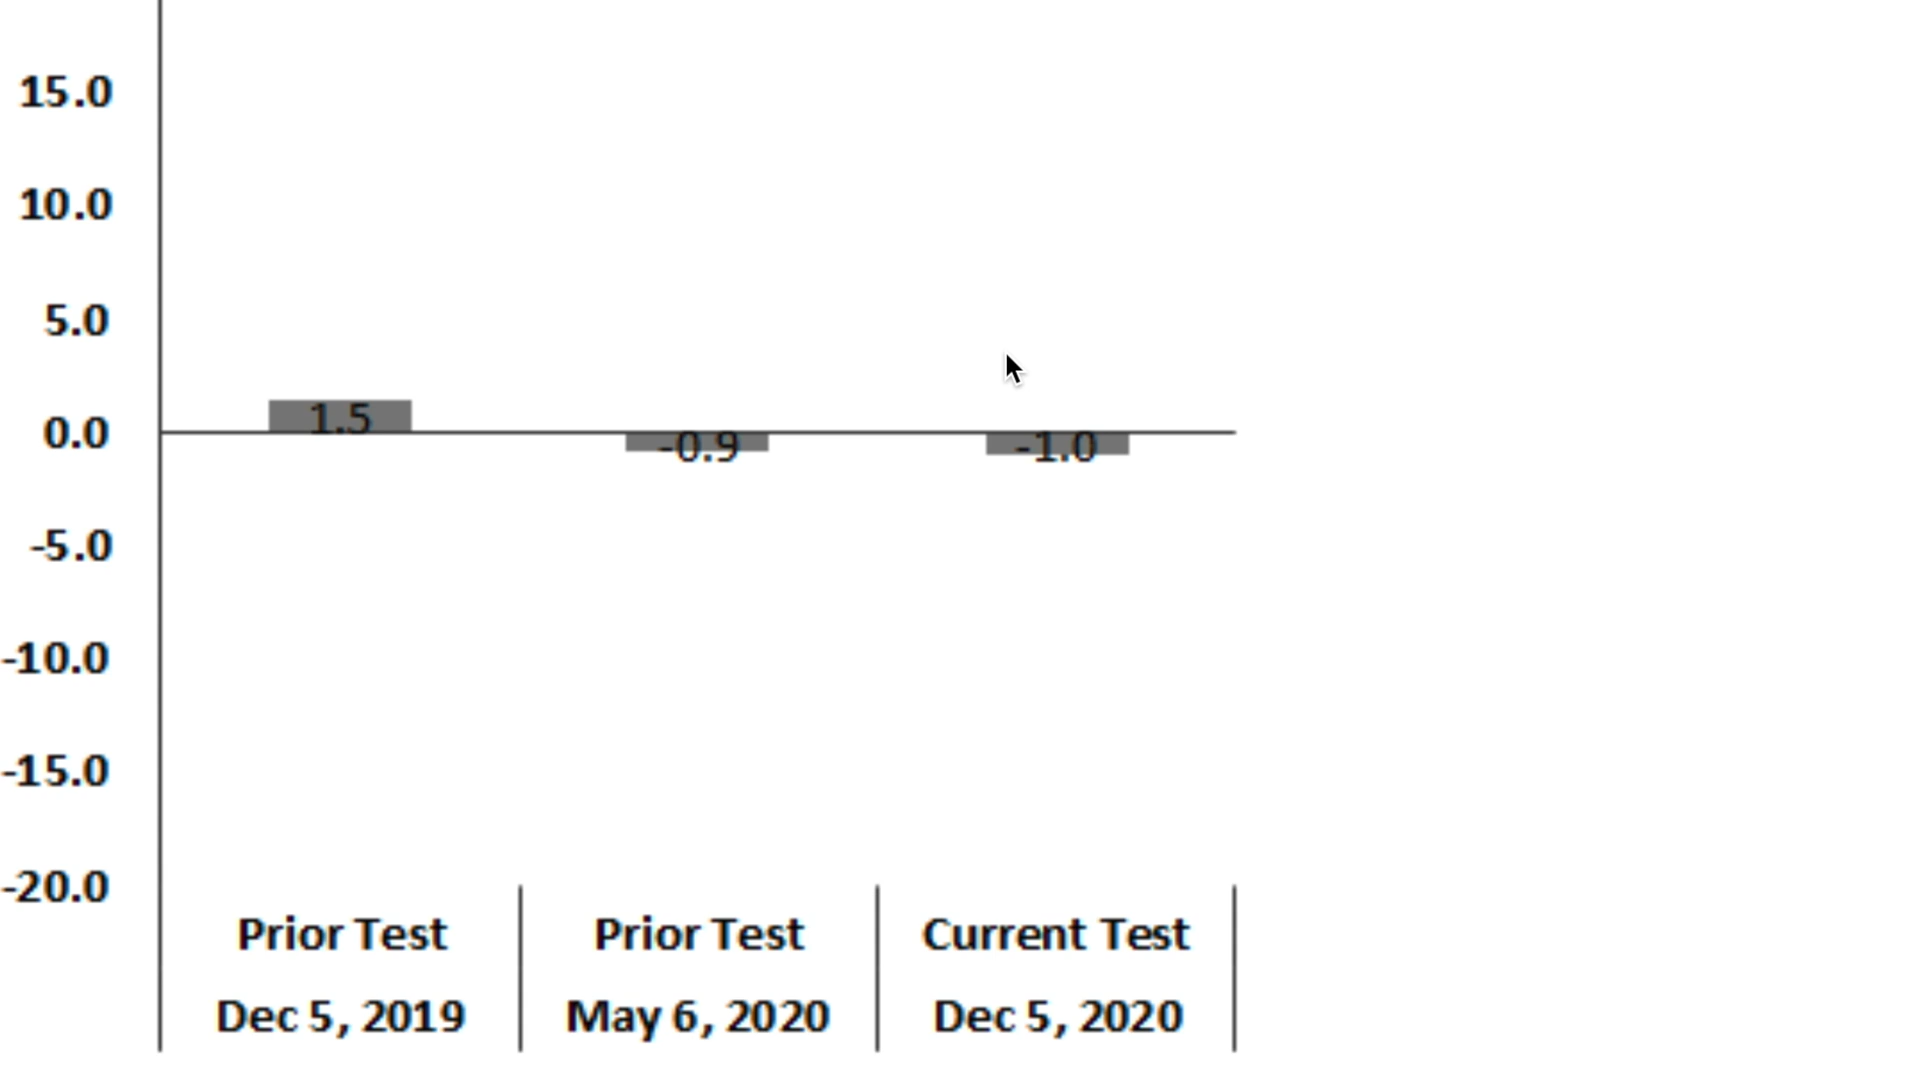 15.0
10.0
5.0
0.0
-5.0
-10.0
-15.0
-20.0
1.5
-0.9
-1.0
Prior Test
Dec 5, 2019
Prior Test
May 6, 2020
Current Test
Dec 5, 2020